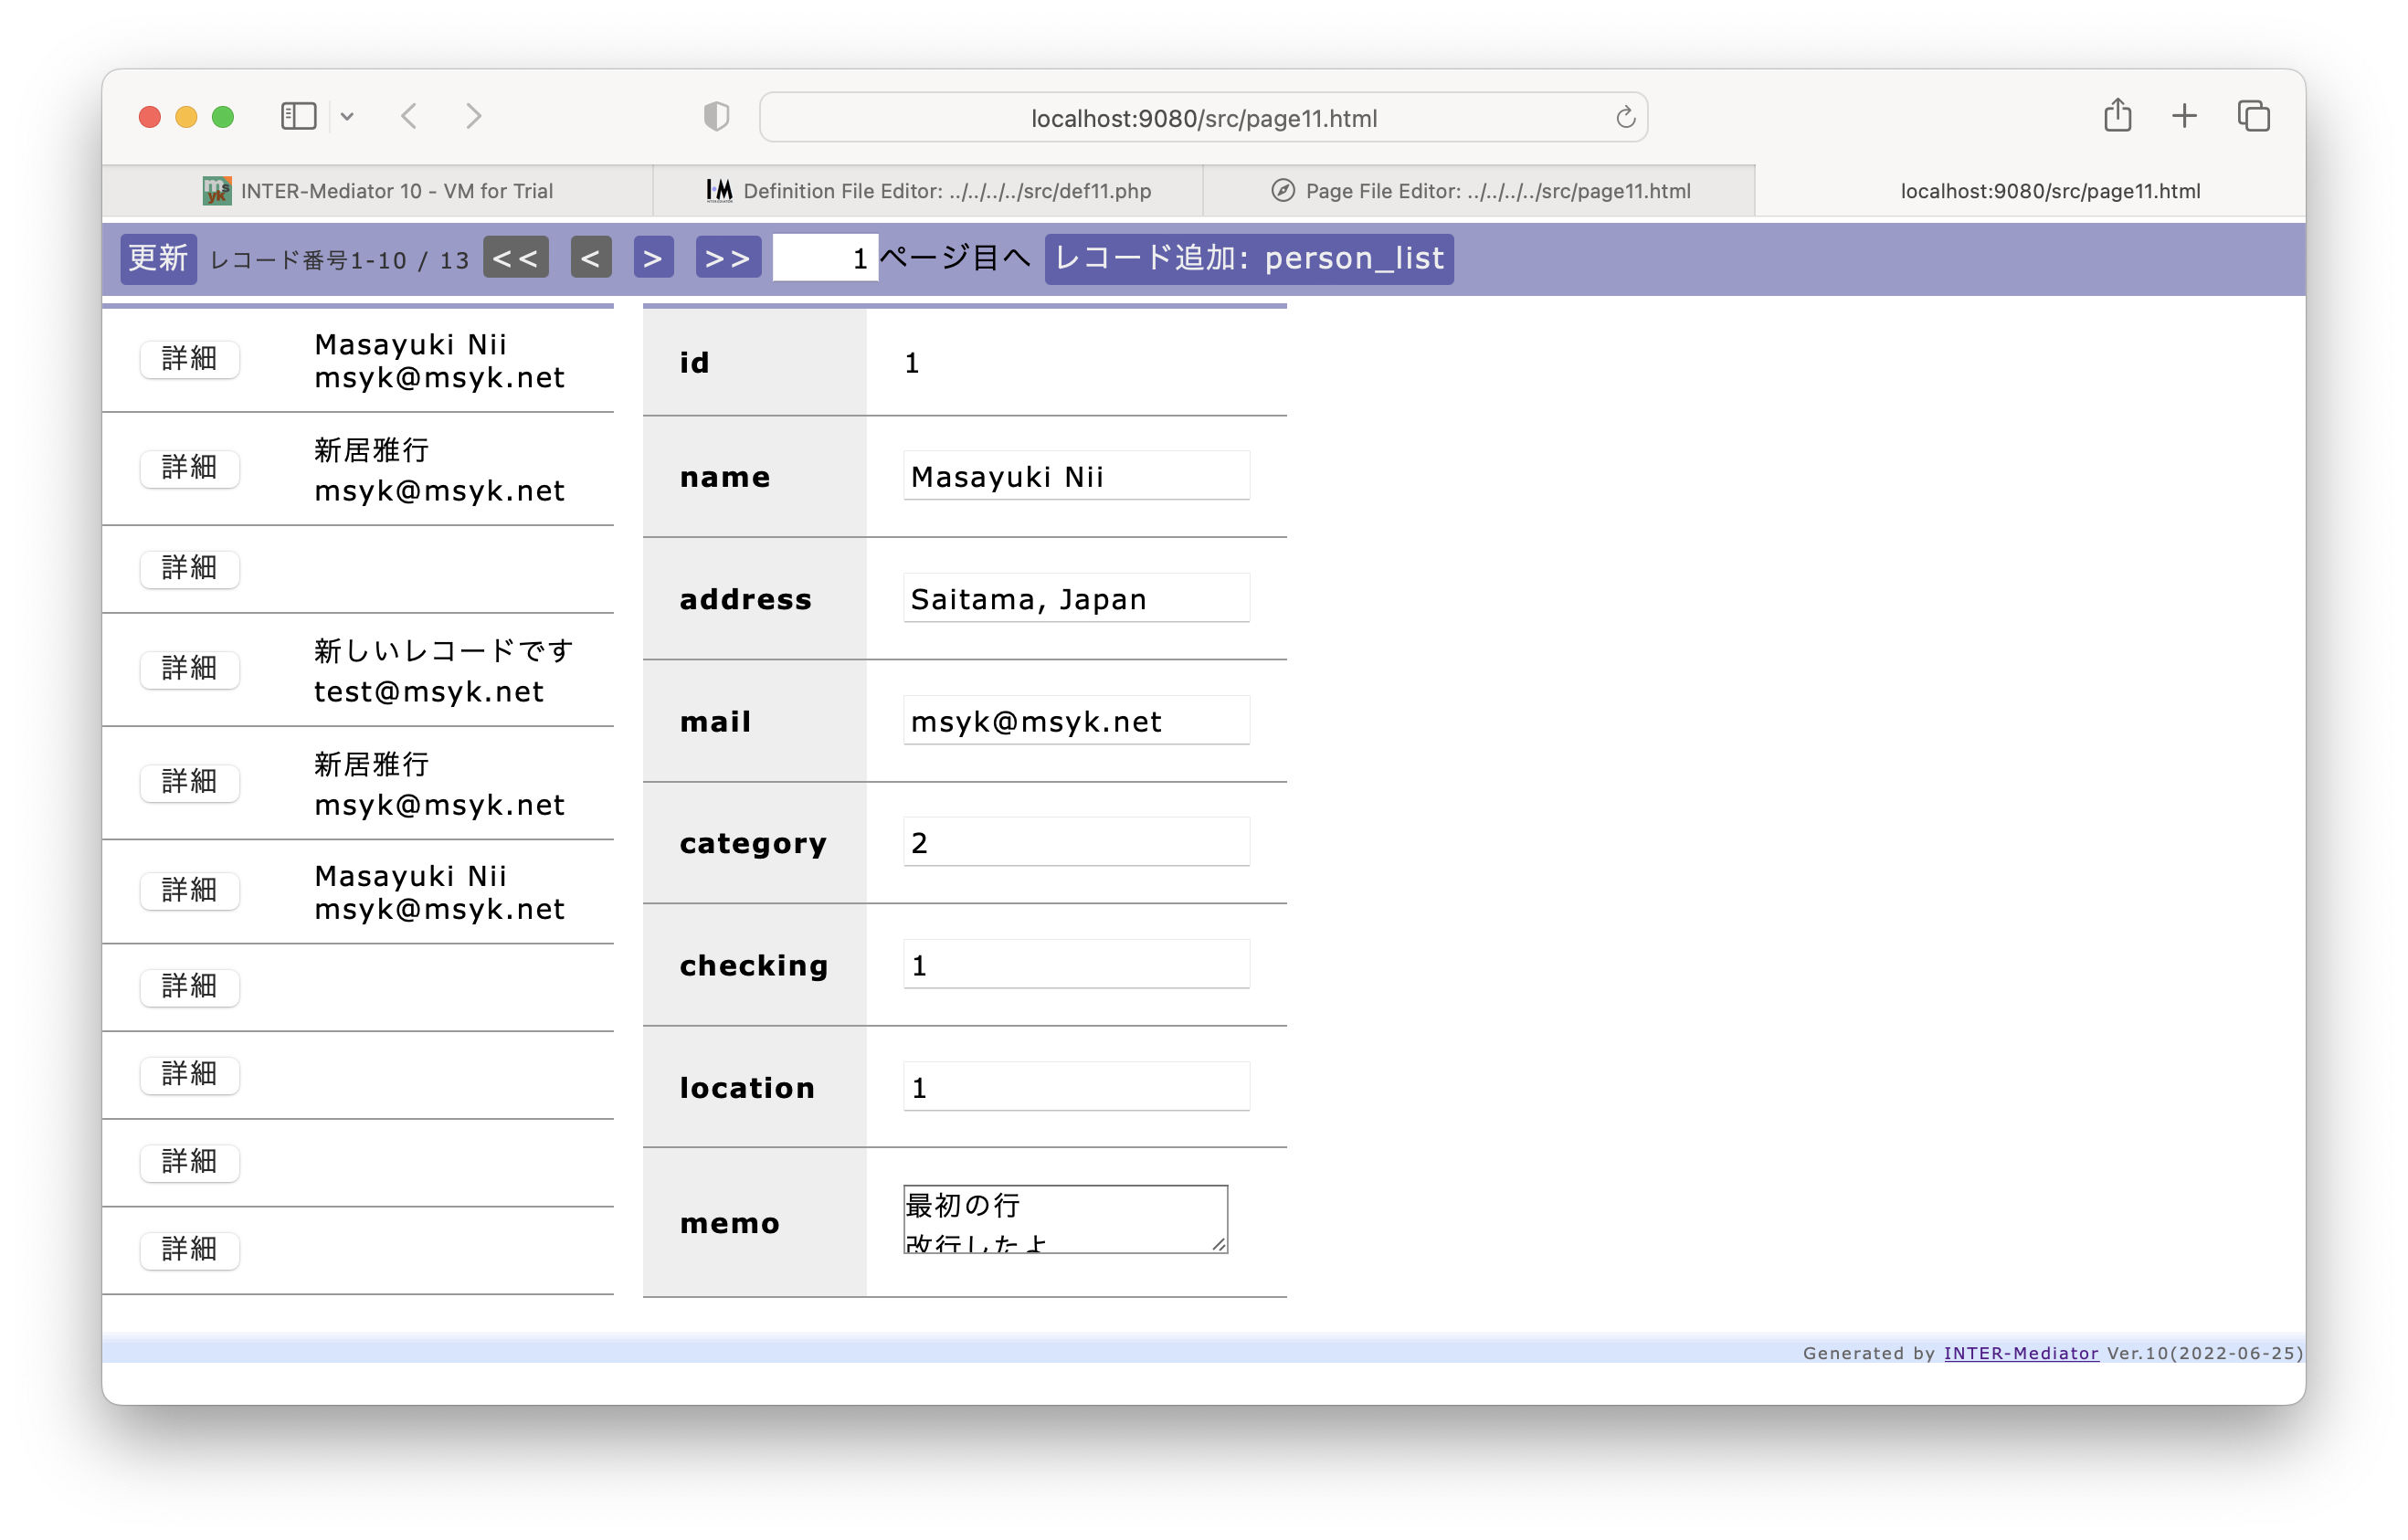 localhost:9080/src/page11.html
INTER-Mediator 10 - VM for Trial
Definition File Editor: ../../../../src/def11.php
Page File Editor: ../../../../src/page11.html
localhost:9080/src/page11.html
更新 レコード番号1-10 / 13 << < > >> 1 ページ目へ レコード追加: person_list
詳細
Masayuki Nii
msyk@msyk.net
詳細
新居雅行
msyk@msyk.net
詳細
詳細
新しいレコードです
test@msyk.net
詳細
新居雅行
msyk@msyk.net
詳細
Masayuki Nii
msyk@msyk.net
詳細
詳細
詳細
詳細
id 1
name Masayuki Nii
address Saitama, Japan
mail msyk@msyk.net
category 2
checking 1
location 1
memo 最初の行
改行したよ
Generated by INTER-Mediator Ver.10(2022-06-25)